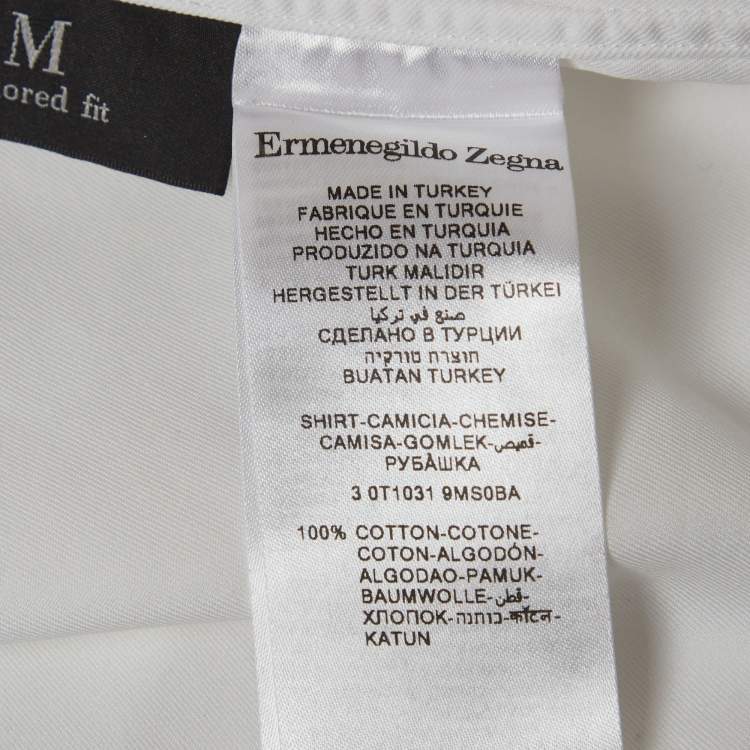 M
ored fit
Ermenegildo Zegna
MADE IN TURKEY
FABRIQUE EN TURQUIE
HECHO EN TURQUIA
PRODUZIDO NA TURQUIA
TURK MALIDIR
HERGESTELLT IN DER TÜRKEI
صنع في تركيا
СДЕЛАНО В ТУРЦИИ
תוצרת טורקיה
BUATAN TURKEY
SHIRT-CAMICIA-CHEMISE-
CAMISA-GOMLEK-قميص-
РУБАШКА
3 0T1031 9MS0BA
100% COTTON-COTONE-
COTON-ALGODÓN-
ALGODAO-PAMUK-
BAUMWOLLE-قطن-
ХЛОПОК-כותנה-कॉटन-
KATUN